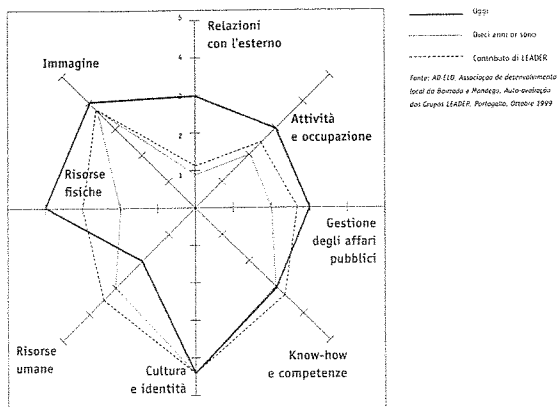 5
4
3
2
1
Relazioni
con l'esterno
Immagine
Attività
e occupazione
Risorse
fisiche
Gestione
degli affari
pubblici
Risorse
umane
Cultura
e identità
Know-how
e competenze
Oggi
Dieci anni or sono
Contributo di LEADER
Fonte: AD-ELO, Associaçao de desenvolvimento
local da Bairrada e Mondego, Auto-avaliação
dos Grupos LEADER, Portogallo, Ottobre 1999